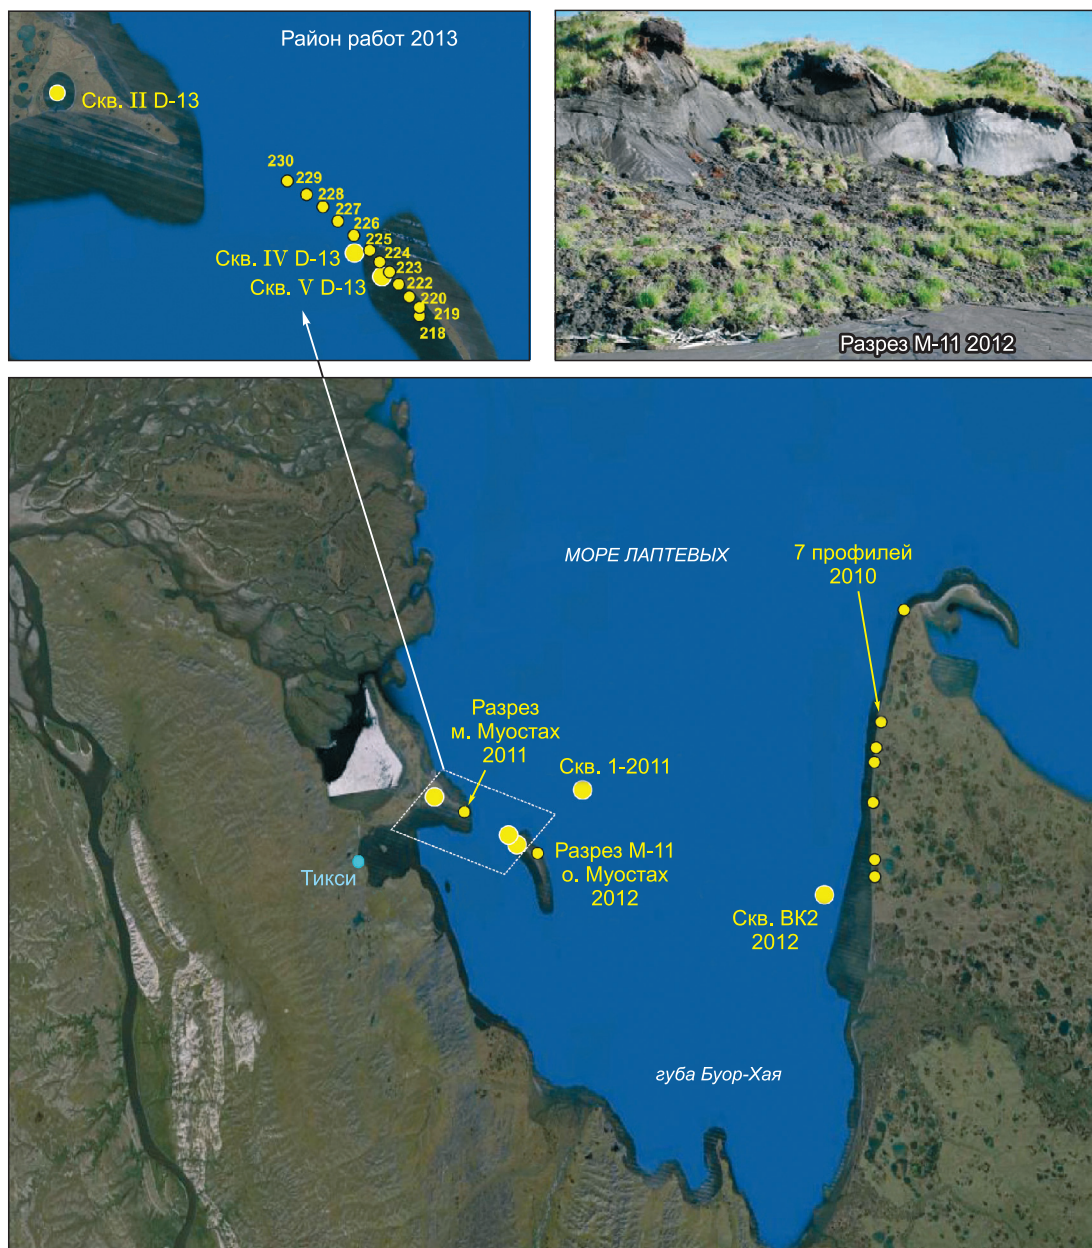 Район работ 2013
Скв. II D-13
230
229
228
227
226
225
224
223
222
220
219
218
Скв. IV D-13
Скв. V D-13
Разрез М-11 2012
МОРЕ ЛАПТЕВЫХ
7 профилей
2010
Разрез
м. Муостах
2011
Скв. 1-2011
Тикси
Разрез М-11
о. Муостах
2012
Скв. ВК2
2012
губа Буор-Хая